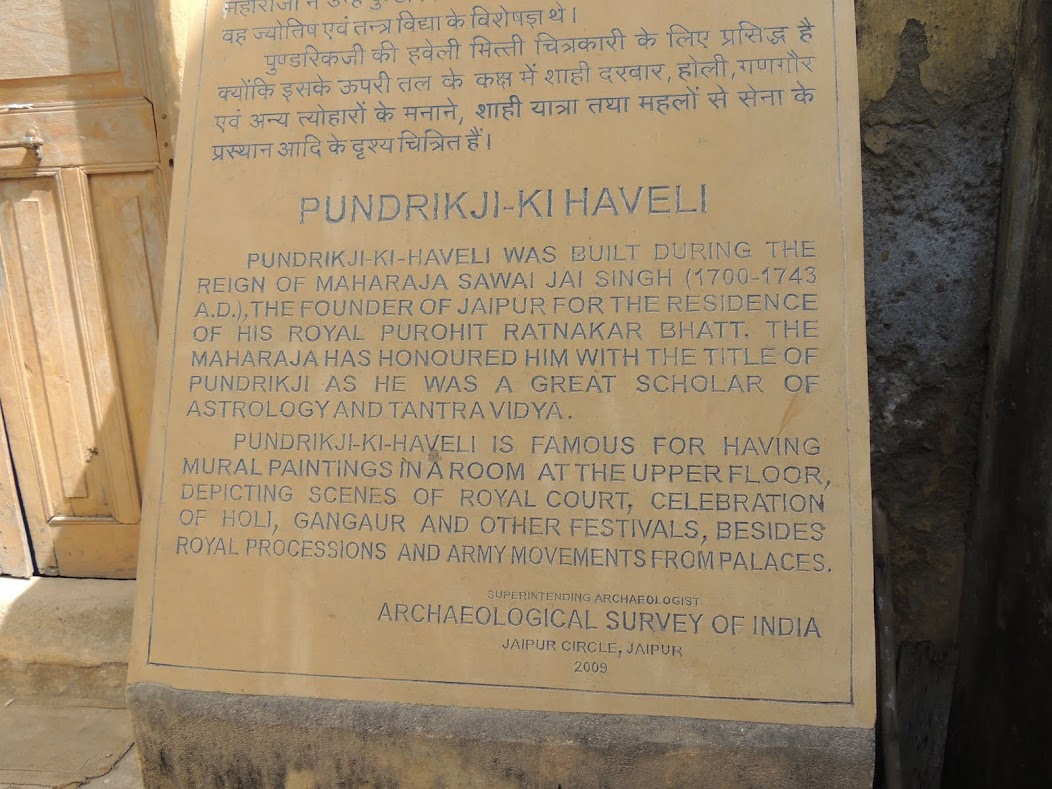 महाराजा ने उन्हें
वह ज्योतिष एवं तन्त्र विद्या के विशेषज्ञ थे।
पुण्डरिकजी की हवेली मित्ती चित्रकारी के लिए प्रसिद्ध है
क्योंकि इसके ऊपरी तल के कक्ष में शाही दरबार, होली, गणगौर
एवं अन्य त्योहारों के मनाने, शाही यात्रा तथा महलों से सेना के
प्रस्थान आदि के दृश्य चित्रित हैं।
PUNDRIKJI-KI HAVELI
PUNDRIKJI-KI-HAVELI WAS BUILT DURING THE
REIGN OF MAHARAJA SAWAI JAI SINGH (1700-1743
A.D.), THE FOUNDER OF JAIPUR FOR THE RESIDENCE
OF HIS ROYAL PUROHIT RATNAKAR BHATT. THE
MAHARAJA HAS HONOURED HIM WITH THE TITLE OF
PUNDRIKJI AS HE WAS A GREAT SCHOLAR OF
ASTROLOGY AND TANTRA VIDYA.
PUNDRIKJI-KI-HAVELI IS FAMOUS FOR HAVING
MURAL PAINTINGS IN A ROOM AT THE UPPER FLOOR,
DEPICTING SCENES OF ROYAL COURT, CELEBRATION
OF HOLI, GANGAUR AND OTHER FESTIVALS, BESIDES
ROYAL PROCESSIONS AND ARMY MOVEMENTS FROM PALACES.
SUPERINTENDING ARCHAEOLOGIST
ARCHAEOLOGICAL SURVEY OF INDIA
JAIPUR CIRCLE, JAIPUR
2009